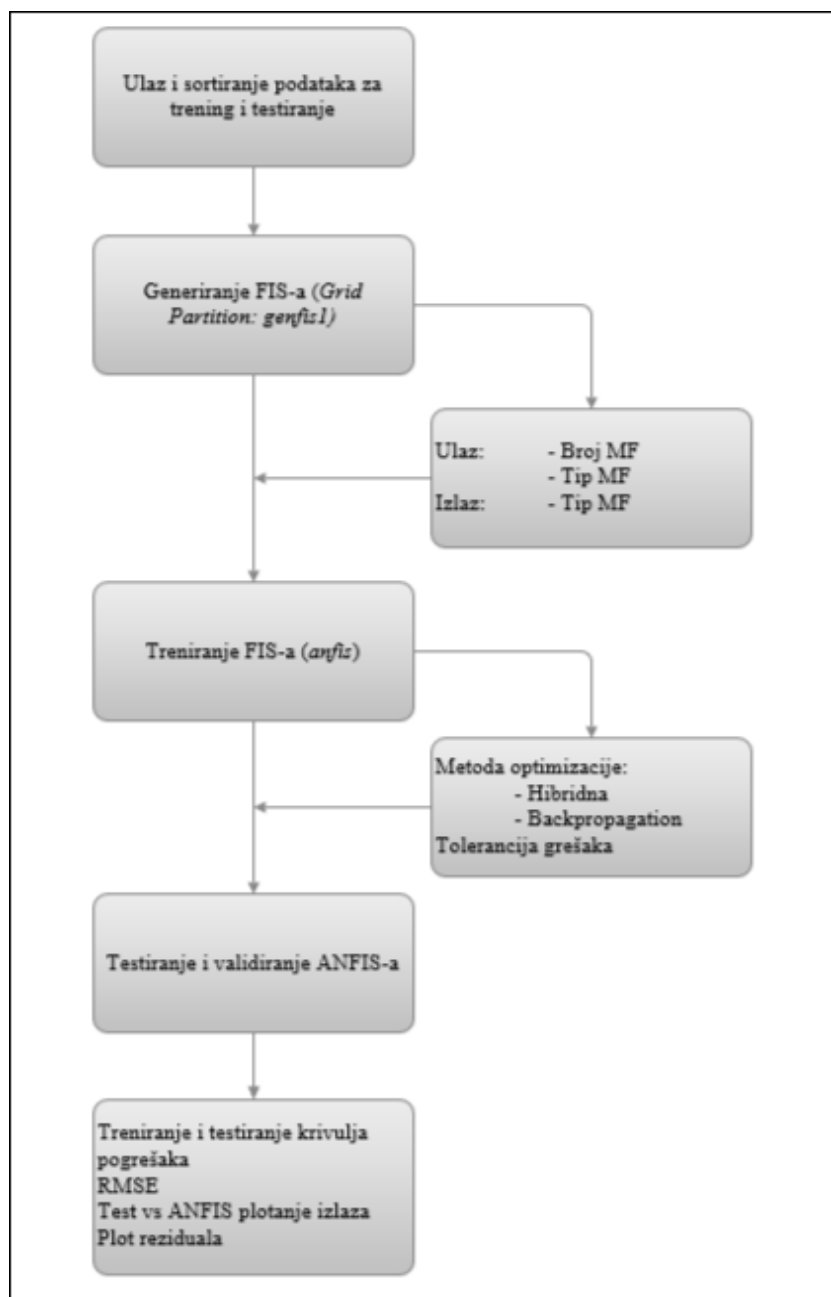 Ulaz i sortiranje podataka za
trening i testiranje
Generiranje FIS-a (Grid
Partition: genfis1)
Ulaz: - Broj MF
- Tip MF
Izlaz: - Tip MF
Treniranje FIS-a (anfis)
Metoda optimizacije:
- Hibridna
- Backpropagation
Tolerancija grešaka
Testiranje i validiranje ANFIS-a
Treniranje i testiranje krivulja
pogrešaka
RMSE
Test vs ANFIS plotanje izlaza
Plot reziduala